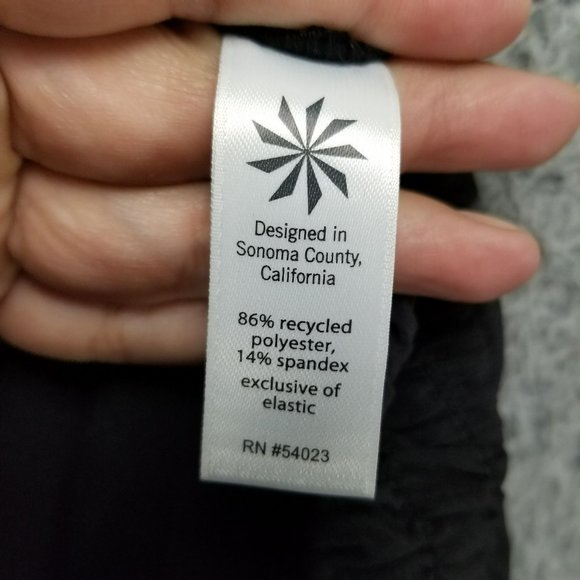 Designed in
Sonoma County,
California
86% recycled
polyester,
14% spandex
exclusive of
elastic
RN #54023